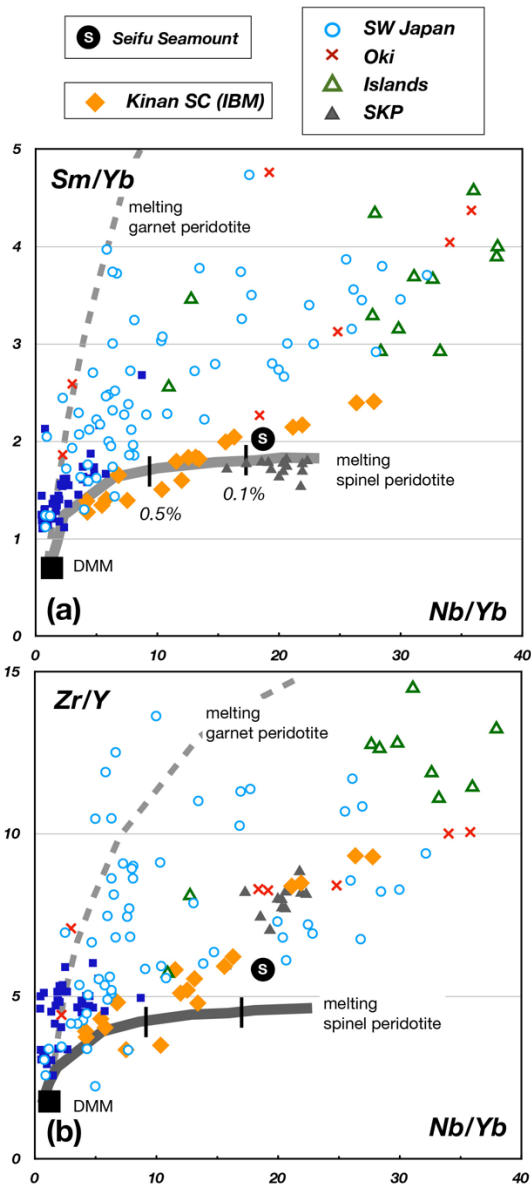 S Seifu Seamount
Kinan SC (IBM)
SW Japan
Oki
Islands
SKP
5
4
3
2
1
0
Sm/Yb
melting
garnet peridotite
S
melting
spinel peridotite
0.5%
0.1%
DMM
(a)
Nb/Yb
0 10 20 30 40
15
10
5
0
Zr/Y
melting
garnet peridotite
S
melting
spinel peridotite
DMM
(b)
Nb/Yb
0 10 20 30 40